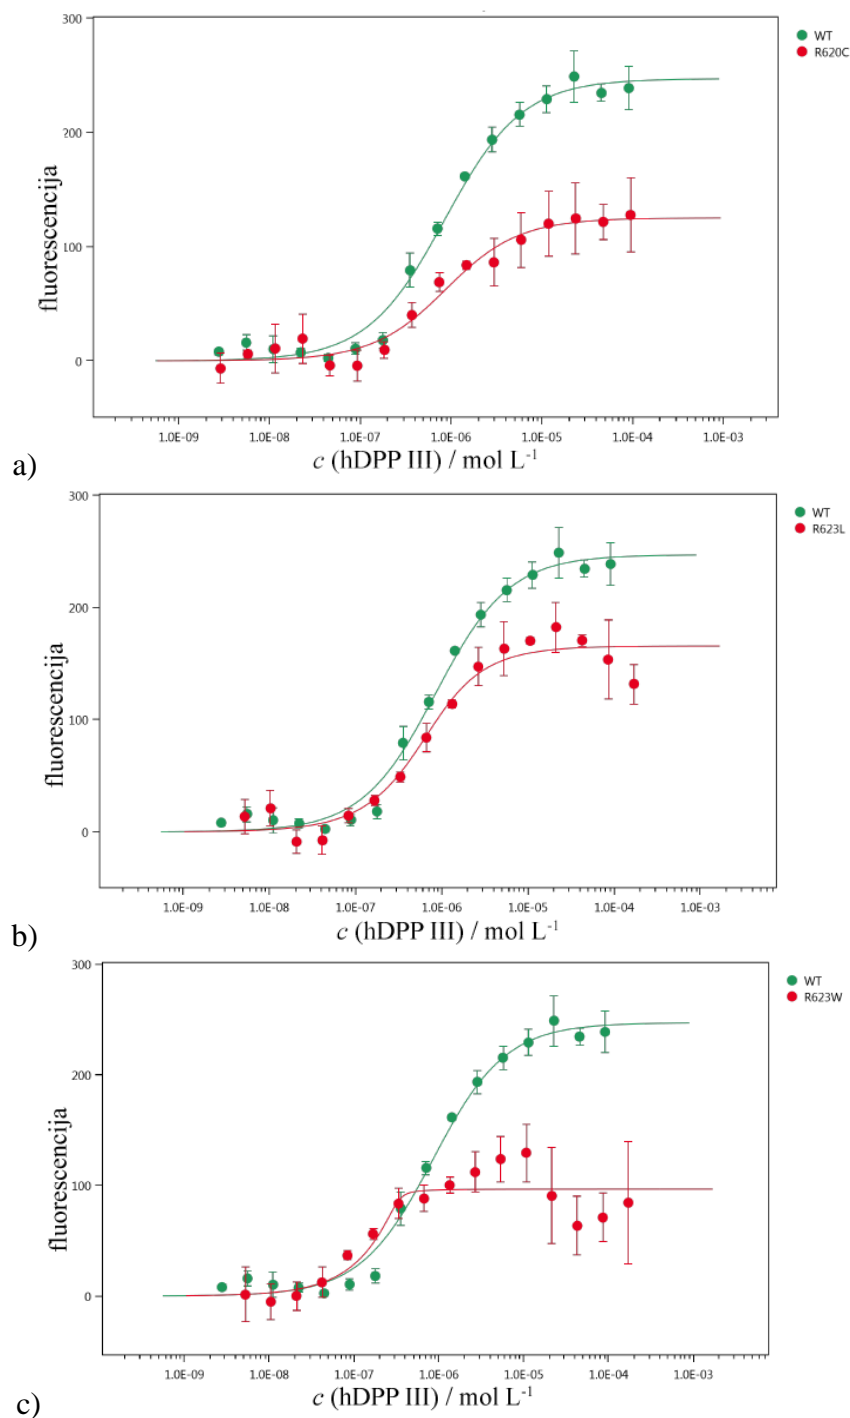 300
WT
R620C
200
100
0
fluorescencija
1.0E-09 1.0E-08 1.0E-07 1.0E-06 1.0E-05 1.0E-04 1.0E-03
c (hDPP III) / mol L⁻¹
a)
300
WT
R623L
200
100
0
fluorescencija
1.0E-09 1.0E-08 1.0E-07 1.0E-06 1.0E-05 1.0E-04 1.0E-03
c (hDPP III) / mol L⁻¹
b)
300
WT
R623W
200
100
0
fluorescencija
1.0E-09 1.0E-08 1.0E-07 1.0E-06 1.0E-05 1.0E-04 1.0E-03
c (hDPP III) / mol L⁻¹
c)